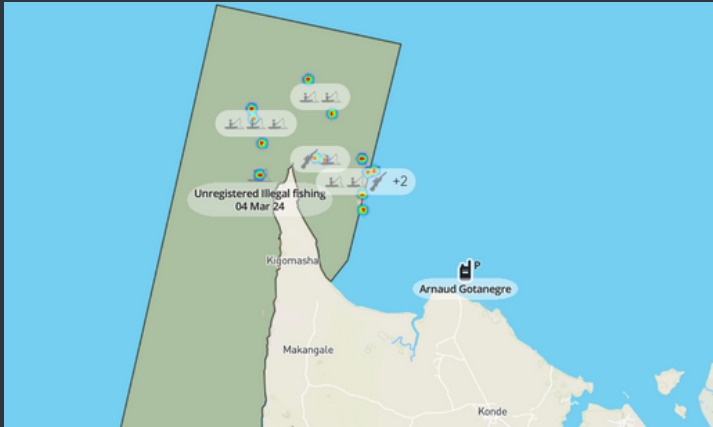 +2
Unregistered Illegal fishing
04 Mar 24
Kigomasha
P
Arnaud Gotanegre
Makangale
Konde